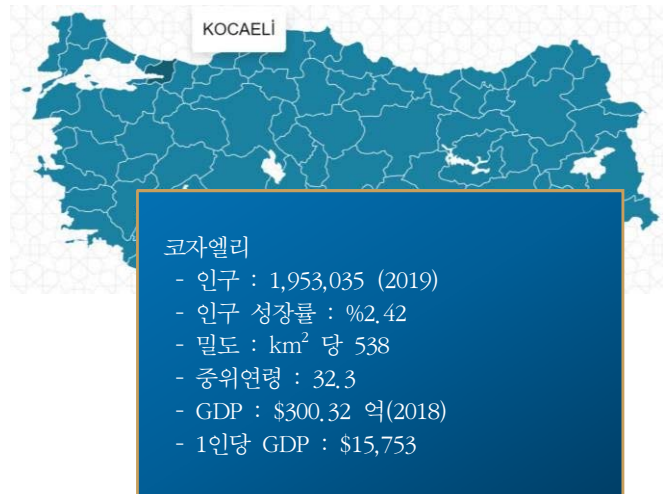 KOCAELİ
코자엘리
- 인구 : 1,953,035 (2019)
- 인구 성장률 : %2.42
- 밀도 : km² 당 538
- 중위연령 : 32.3
- GDP : $300.32 억(2018)
- 1인당 GDP : $15,753